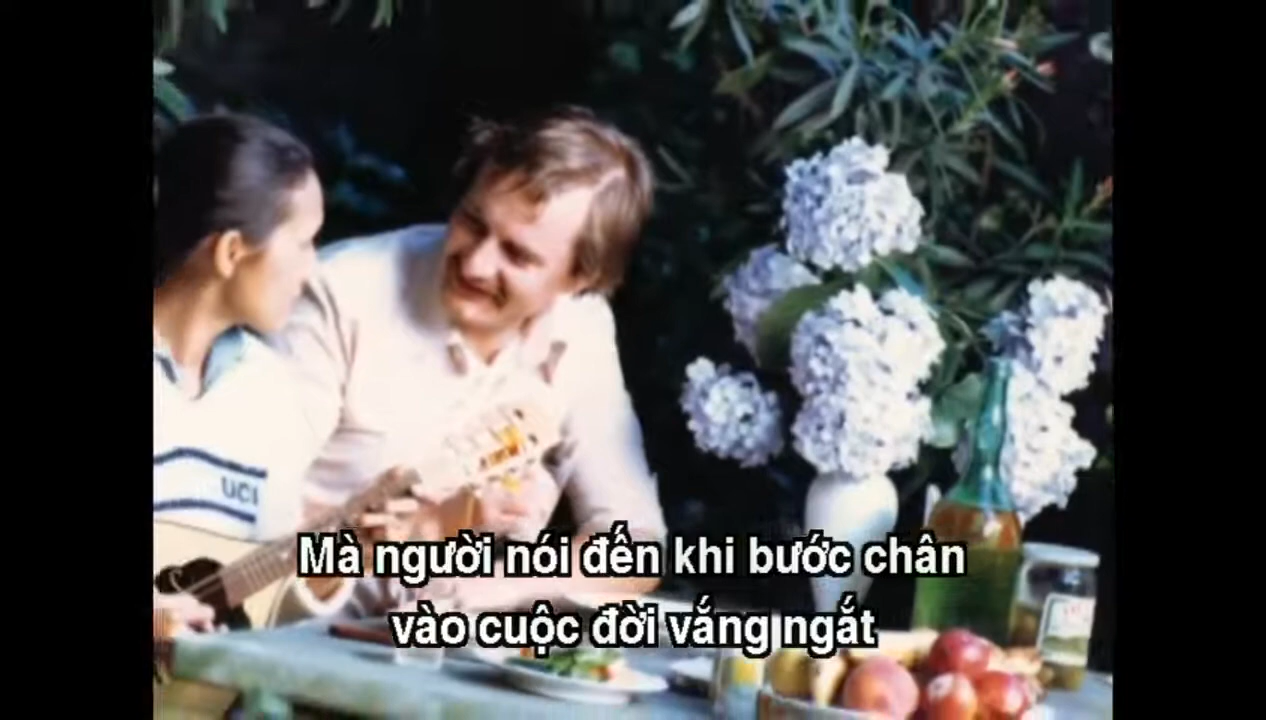 UCI
Mà người nói đến khi bước chân
vào cuộc đời vắng ngắt